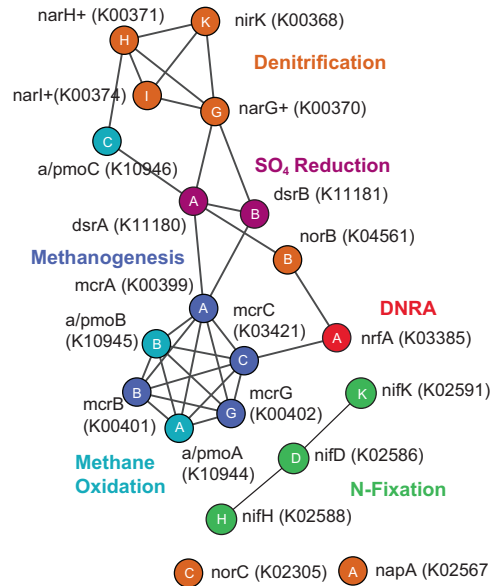 narH+ (K00371)
K
nirK (K00368)
H
Denitrification
narI+(K00374)
I
G
narG+ (K00370)
C
a/pmoC (K10946)
SO₄ Reduction
dsrB (K11181)
A
B
dsrA (K11180)
norB (K04561)
B
Methanogenesis
mcrA (K00399)
A
mcrC
(K03421)
DNRA
a/pmoB
(K10945)
B
A
nrfA (K03385)
C
mcrB
(K00401)
B
G
mcrG
(K00402)
K
nifK (K02591)
A
a/pmoA
(K10944)
Methane
Oxidation
D
nifD (K02586)
N-Fixation
H
nifH (K02588)
C
norC (K02305)
A
napA (K02567